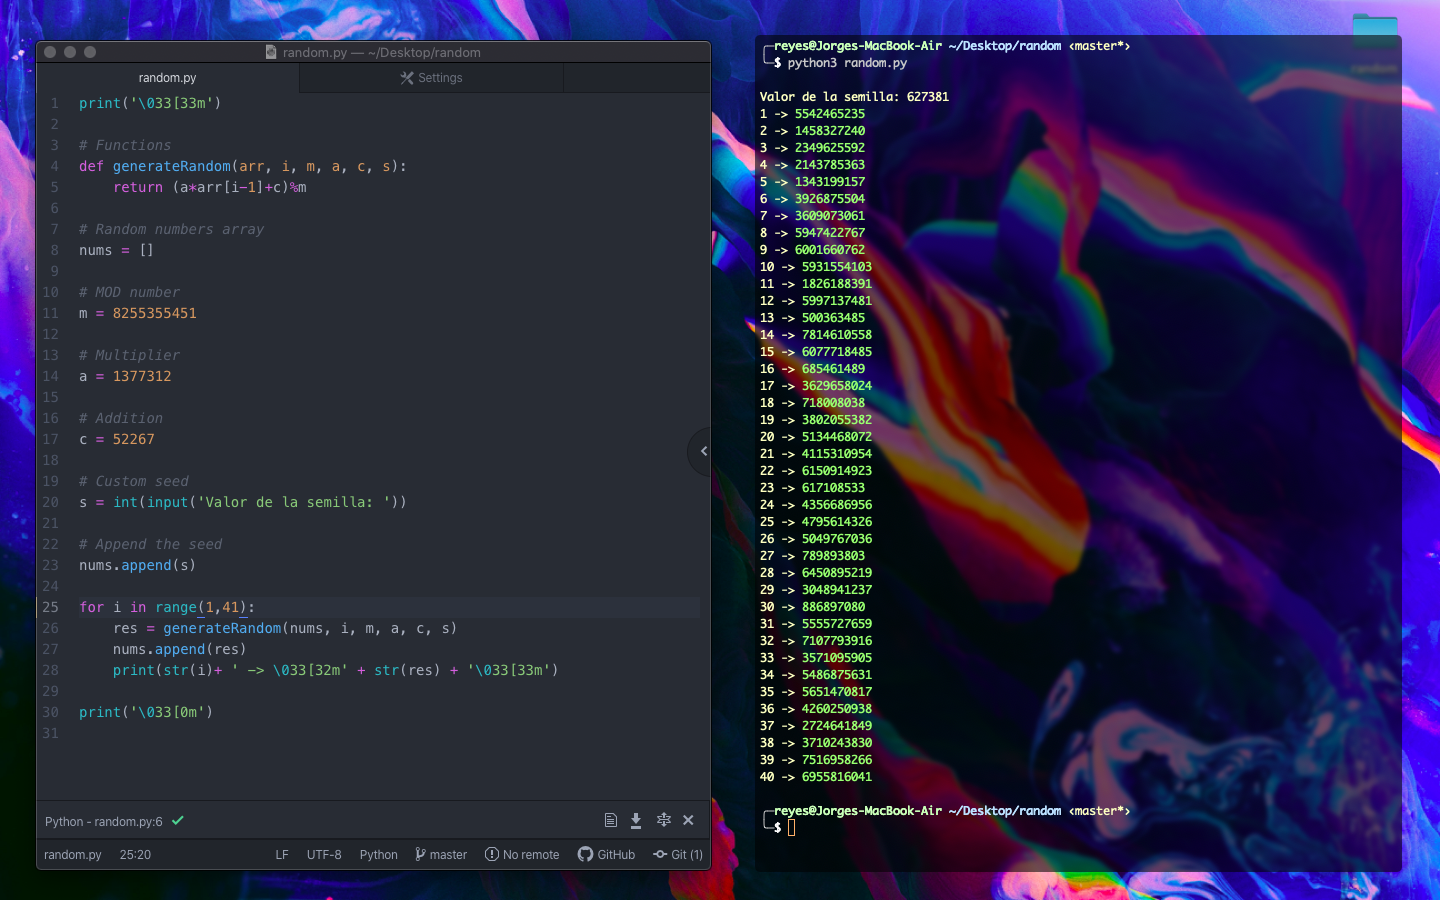 random.py — ~/Desktop/random
random.py
Settings
1 print('\033[33m')
2
3 # Functions
4 def generateRandom(arr, i, m, a, c, s):
5 return (a*arr[i-1]+c)%m
6
7 # Random numbers array
8 nums = []
9
10 # MOD number
11 m = 8255355451
12
13 # Multiplier
14 a = 1377312
15
16 # Addition
17 c = 52267
18
19 # Custom seed
20 s = int(input('Valor de la semilla: '))
21
22 # Append the seed
23 nums.append(s)
24
25 for i in range(1,41):
26 res = generateRandom(nums, i, m, a, c, s)
27 nums.append(res)
28 print(str(i)+ ' -> \033[32m' + str(res) + '\033[33m')
29
30 print('\033[0m')
31
Python - random.py:6
random.py 25:20 LF UTF-8 Python master No remote GitHub Git (1)
reyes@Jorges-MacBook-Air ~/Desktop/random ‹master*›
$ python3 random.py
Valor de la semilla: 627381
1 -> 5542465235
2 -> 1458327240
3 -> 2349625592
4 -> 2143785363
5 -> 1343199157
6 -> 3926875504
7 -> 3609073061
8 -> 5947422767
9 -> 6001660762
10 -> 5931554103
11 -> 1826188391
12 -> 5997137481
13 -> 500363485
14 -> 7814610558
15 -> 6077718485
16 -> 685461489
17 -> 3629658024
18 -> 718008038
19 -> 3802055382
20 -> 5134468072
21 -> 4115310954
22 -> 6150914923
23 -> 617108533
24 -> 4356686956
25 -> 4795614326
26 -> 5049767036
27 -> 789893803
28 -> 6450895219
29 -> 3048941237
30 -> 886897080
31 -> 5555727659
32 -> 7107793916
33 -> 3571095905
34 -> 5486875631
35 -> 5651470817
36 -> 4260250938
37 -> 2724641849
38 -> 3710243830
39 -> 7516958266
40 -> 6955816041
reyes@Jorges-MacBook-Air ~/Desktop/random ‹master*›
$